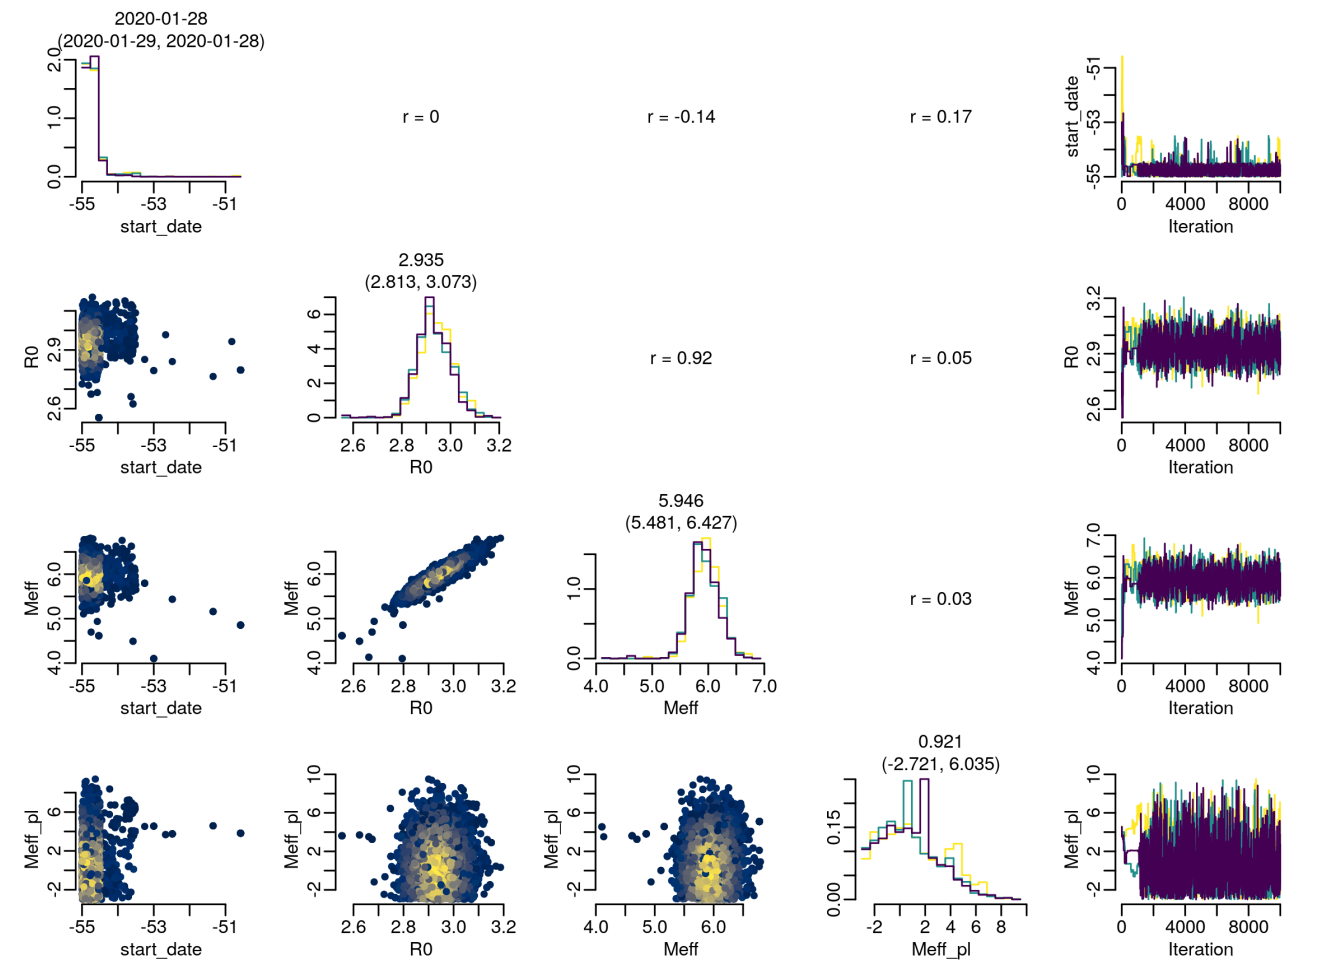 2020-01-28
(2020-01-29, 2020-01-28)
2.0
1.0
0.0
-55 -53 -51
start_date
r = 0
r = -0.14
r = 0.17
start_date
-51
-53
-55
0 4000 8000
Iteration
R0
2.9
2.6
-55 -53 -51
start_date
2.935
(2.813, 3.073)
6
4
2
0
2.6 2.8 3.0 3.2
R0
r = 0.92
r = 0.05
R0
3.2
2.9
2.6
0 4000 8000
Iteration
Meff
6.0
5.0
4.0
-55 -53 -51
start_date
Meff
6.0
5.0
4.0
2.6 2.8 3.0 3.2
R0
5.946
(5.481, 6.427)
1.0
0.0
4.0 5.0 6.0 7.0
Meff
r = 0.03
Meff
7.0
6.0
5.0
4.0
0 4000 8000
Iteration
Meff_pl
6
2
-2
-55 -53 -51
start_date
Meff_pl
10
6
2
-2
2.6 2.8 3.0 3.2
R0
Meff_pl
10
6
2
-2
4.0 5.0 6.0
Meff
0.921
(-2.721, 6.035)
0.15
0.00
-2 2 4 6 8
Meff_pl
Meff_pl
10
6
2
-2
0 4000 8000
Iteration